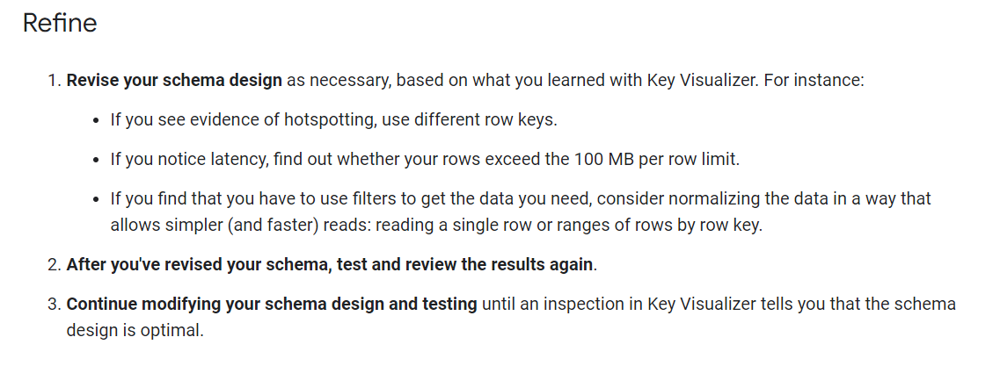 Refine
1. Revise your schema design as necessary, based on what you learned with Key Visualizer. For instance:
• If you see evidence of hotspotting, use different row keys.
• If you notice latency, find out whether your rows exceed the 100 MB per row limit.
• If you find that you have to use filters to get the data you need, consider normalizing the data in a way that
allows simpler (and faster) reads: reading a single row or ranges of rows by row key.
2. After you've revised your schema, test and review the results again.
3. Continue modifying your schema design and testing until an inspection in Key Visualizer tells you that the schema
design is optimal.